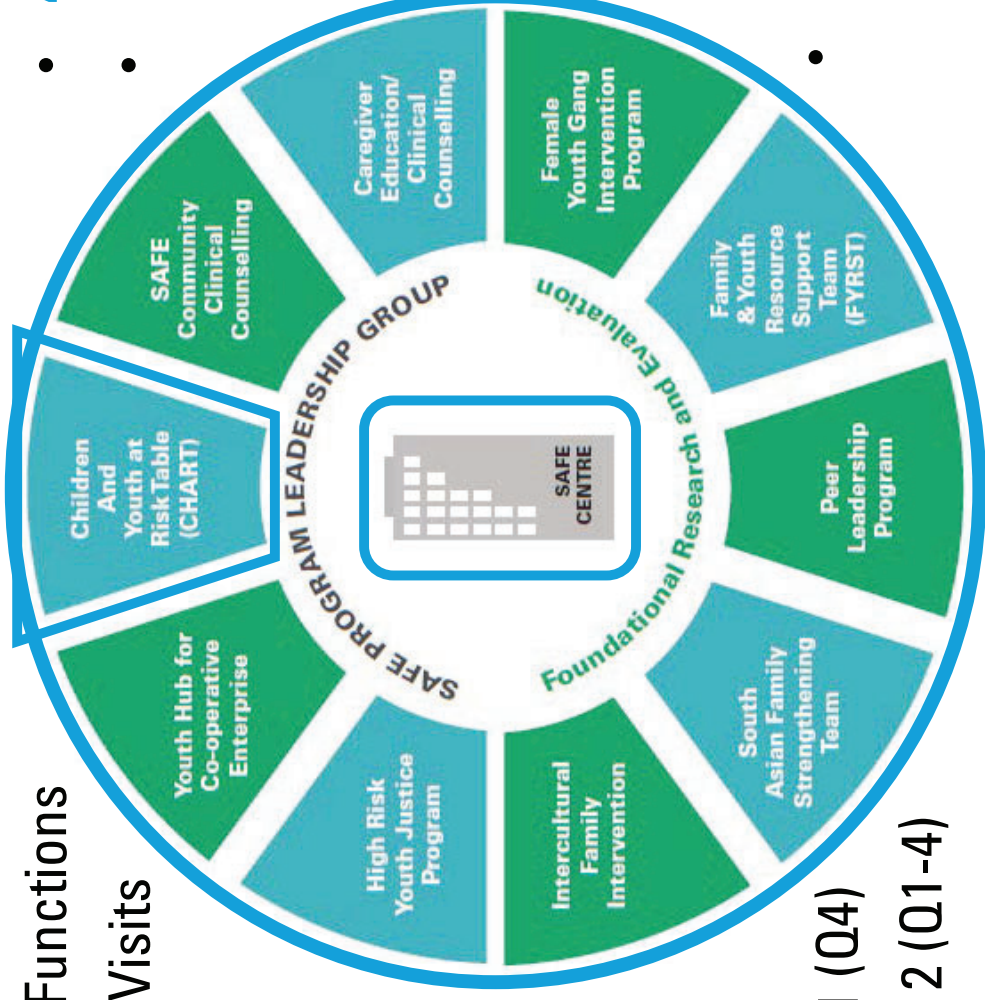 Functions
Visits
Children
And
Youth at
Risk Table
(CHART)
SAFE
Community
Clinical
Counselling
Caregiver
Education/
Clinical
Counselling
Female
Youth Gang
Intervention
Program
Family
& Youth
Resource
Support
Team
(FYRST)
Peer
Leadership
Program
South
Asian Family
Strengthening
Team
Intercultural
Family
Intervention
High Risk
Youth Justice
Program
Youth Hub for
Co-operative
Enterprise
SAFE PROGRAM LEADERSHIP GROUP
SAFE
CENTRE
Foundational Research and Evaluation
(Q4)
2 (Q1-4)